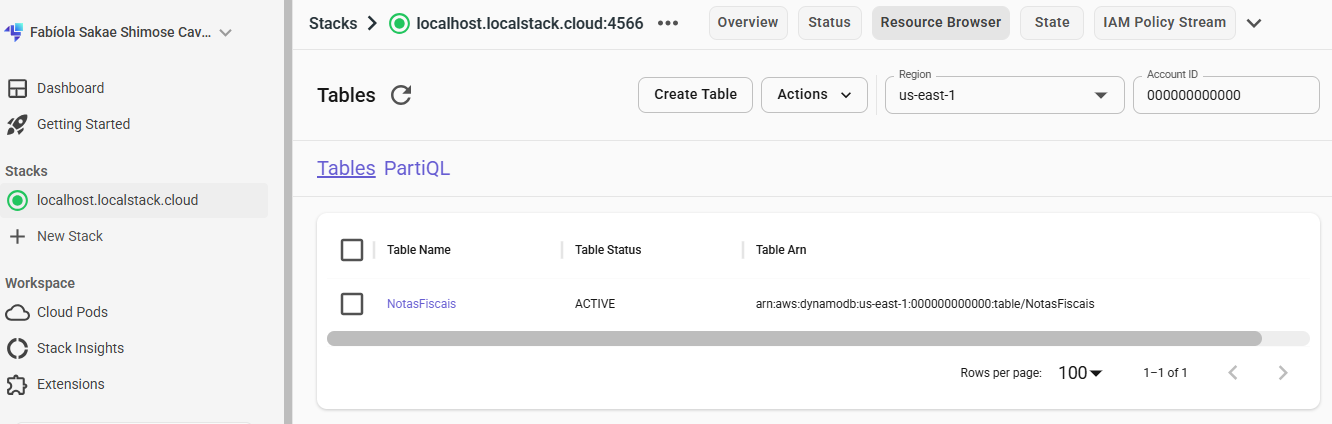 Fabíola Sakae Shimose Cav...
Dashboard
Getting Started
Stacks
localhost.localstack.cloud
New Stack
Workspace
Cloud Pods
Stack Insights
Extensions
Stacks > localhost.localstack.cloud:4566 •••
Overview Status Resource Browser State IAM Policy Stream
Tables Create Table Actions
Region
us-east-1
Account ID
000000000000
Tables PartiQL
Table Name Table Status Table Arn
NotasFiscais ACTIVE arn:aws:dynamodb:us-east-1:000000000000:table/NotasFiscais
Rows per page: 100 1–1 of 1